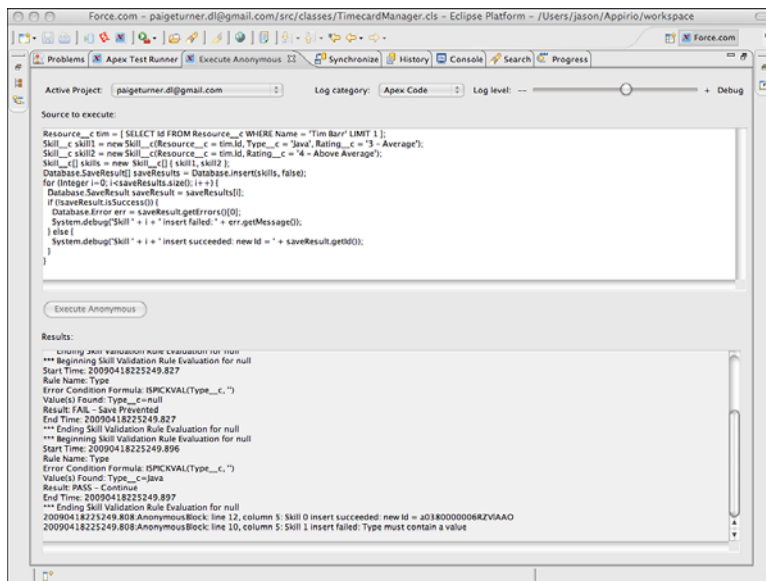 Force.com – paigeturner.dl@gmail.com/src/classes/TimecardManager.cls – Eclipse Platform – /Users/jason/Appirio/workspace
Force.com
Problems Apex Test Runner Execute Anonymous Synchronize History Console Search Progress
Active Project: paigeturner.dl@gmail.com Log category: Apex Code Log level: -- + Debug
Source to execute:
Resource__c tim = [ SELECT Id FROM Resource__c WHERE Name = 'Tim Barr' LIMIT 1 ];
Skill__c skill1 = new Skill__c(Resource__c = tim.Id, Type__c = 'Java', Rating__c = '3 - Average');
Skill__c skill2 = new Skill__c(Resource__c = tim.Id, Rating__c = '4 - Above Average');
Skill__c[] skills = new Skill__c[] { skill1, skill2 };
Database.SaveResult[] saveResults = Database.insert(skills, false);
for (Integer i=0; i<saveResults.size(); i++) {
Database.SaveResult saveResult = saveResults[i];
if (!saveResult.isSuccess()) {
Database.Error err = saveResult.getErrors()[0];
System.debug('Skill ' + i + ' insert failed: ' + err.getMessage());
} else {
System.debug('Skill ' + i + ' insert succeeded: new Id = ' + saveResult.getId());
}
}
Execute Anonymous
Results:
Ending Skill Validation Rule Evaluation for null
*** Beginning Skill Validation Rule Evaluation for null
Start Time: 20090418225249.827
Rule Name: Type
Error Condition Formula: ISPICKVAL(Type__c, '')
Value(s) Found: Type__c=null
Result: FAIL – Save Prevented
End Time: 20090418225249.827
*** Ending Skill Validation Rule Evaluation for null
*** Beginning Skill Validation Rule Evaluation for null
Start Time: 20090418225249.896
Rule Name: Type
Error Condition Formula: ISPICKVAL(Type__c, '')
Value(s) Found: Type__c=Java
Result: PASS – Continue
End Time: 20090418225249.897
*** Ending Skill Validation Rule Evaluation for null
20090418225249.808:AnonymousBlock: line 12, column 5: Skill 0 insert succeeded: new Id = a0380000006RZVlAAO
20090418225249.808:AnonymousBlock: line 10, column 5: Skill 1 insert failed: Type must contain a value